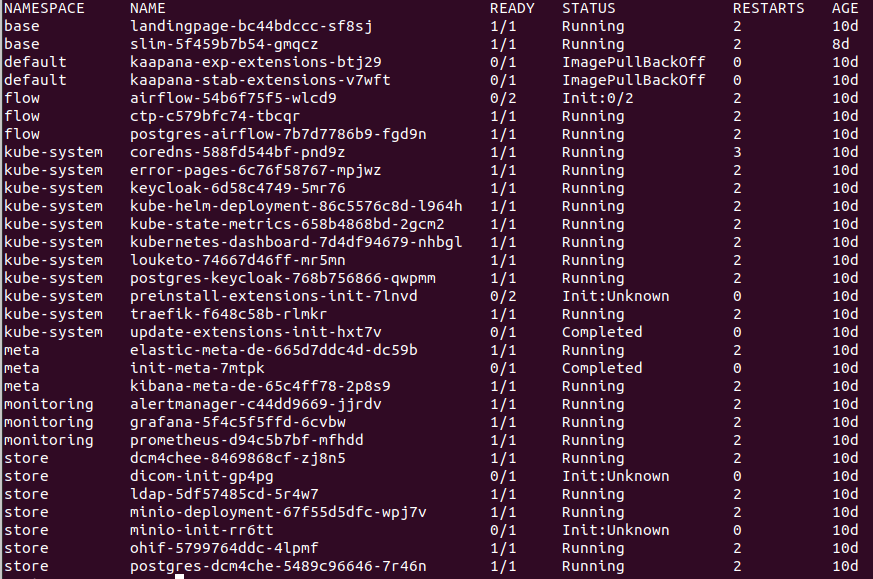 NAMESPACE NAME READY STATUS RESTARTS AGE
base landingpage-bc44bdccc-sf8sj 1/1 Running 2 10d
base slim-5f459b7b54-gmqcz 1/1 Running 2 8d
default kaapana-exp-extensions-btj29 0/1 ImagePullBackOff 0 10d
default kaapana-stab-extensions-v7wft 0/1 ImagePullBackOff 0 10d
flow airflow-54b6f75f5-wlcd9 0/2 Init:0/2 2 10d
flow ctp-c579bfc74-tbcqr 1/1 Running 2 10d
flow postgres-airflow-7b7d7786b9-fgd9n 1/1 Running 2 10d
kube-system coredns-588fd544bf-pnd9z 1/1 Running 3 10d
kube-system error-pages-6c76f58767-mpjwz 1/1 Running 2 10d
kube-system keycloak-6d58c4749-5mr76 1/1 Running 2 10d
kube-system kube-helm-deployment-86c5576c8d-l964h 1/1 Running 2 10d
kube-system kube-state-metrics-658b4868bd-2gcm2 1/1 Running 2 10d
kube-system kubernetes-dashboard-7d4df94679-nhbgl 1/1 Running 2 10d
kube-system louketo-74667d46ff-mr5mn 1/1 Running 2 10d
kube-system postgres-keycloak-768b756866-qwpmm 1/1 Running 2 10d
kube-system preinstall-extensions-init-7lnvd 0/2 Init:Unknown 0 10d
kube-system traefik-f648c58b-rlmkr 1/1 Running 2 10d
kube-system update-extensions-init-hxt7v 0/1 Completed 0 10d
meta elastic-meta-de-665d7ddc4d-dc59b 1/1 Running 2 10d
meta init-meta-7mtpk 0/1 Completed 0 10d
meta kibana-meta-de-65c4ff78-2p8s9 1/1 Running 2 10d
monitoring alertmanager-c44dd9669-jjrdv 1/1 Running 2 10d
monitoring grafana-5f4c5f5ffd-6cvbw 1/1 Running 2 10d
monitoring prometheus-d94c5b7bf-mfhdd 1/1 Running 2 10d
store dcm4chee-8469868cf-zj8n5 1/1 Running 2 10d
store dicom-init-gp4pg 0/1 Init:Unknown 0 10d
store ldap-5df57485cd-5r4w7 1/1 Running 2 10d
store minio-deployment-67f55d5dfc-wpj7v 1/1 Running 2 10d
store minio-init-rr6tt 0/1 Init:Unknown 0 10d
store ohif-5799764ddc-4lpmf 1/1 Running 2 10d
store postgres-dcm4che-5489c96646-7r46n 1/1 Running 2 10d